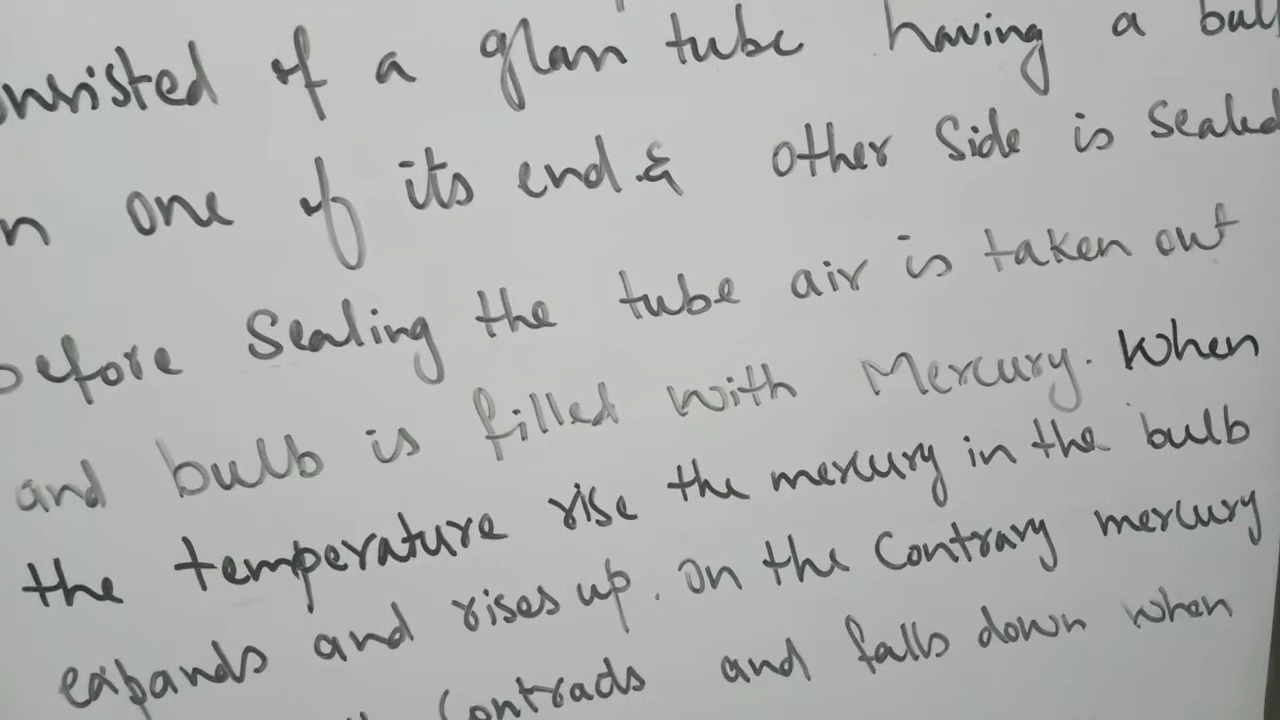 onsisted of a glass tube having a bul
n one of its end & other side is sealed
before sealing the tube air is taken out
and bulb is filled with Mercury. When
the temperature rise the mercury in the bulb
expands and rises up. on the Contrary mercury
Contracts and falls down when